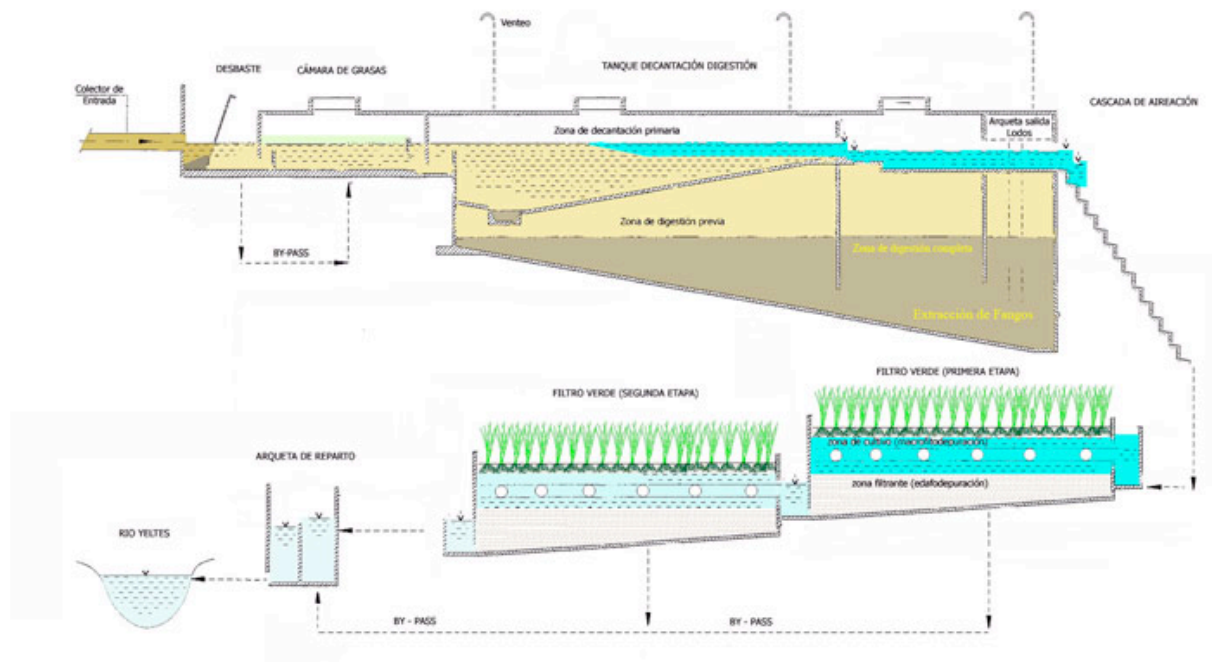 Venteo
DESBASTE
CÁMARA DE GRASAS
TANQUE DECANTACIÓN DIGESTIÓN
Colector de
Entrada
CASCADA DE AIREACIÓN
Arqueta salida
Lodos
Zona de decantación primaria
Zona de digestión previa
BY-PASS
Zona de digestión completa
Extracción de Fangos
FILTRO VERDE (PRIMERA ETAPA)
FILTRO VERDE (SEGUNDA ETAPA)
zona de cultivo (macrofitodepuración)
ARQUETA DE REPARTO
zona filtrante (edafodepuración)
RIO YELTES
BY - PASS
BY - PASS